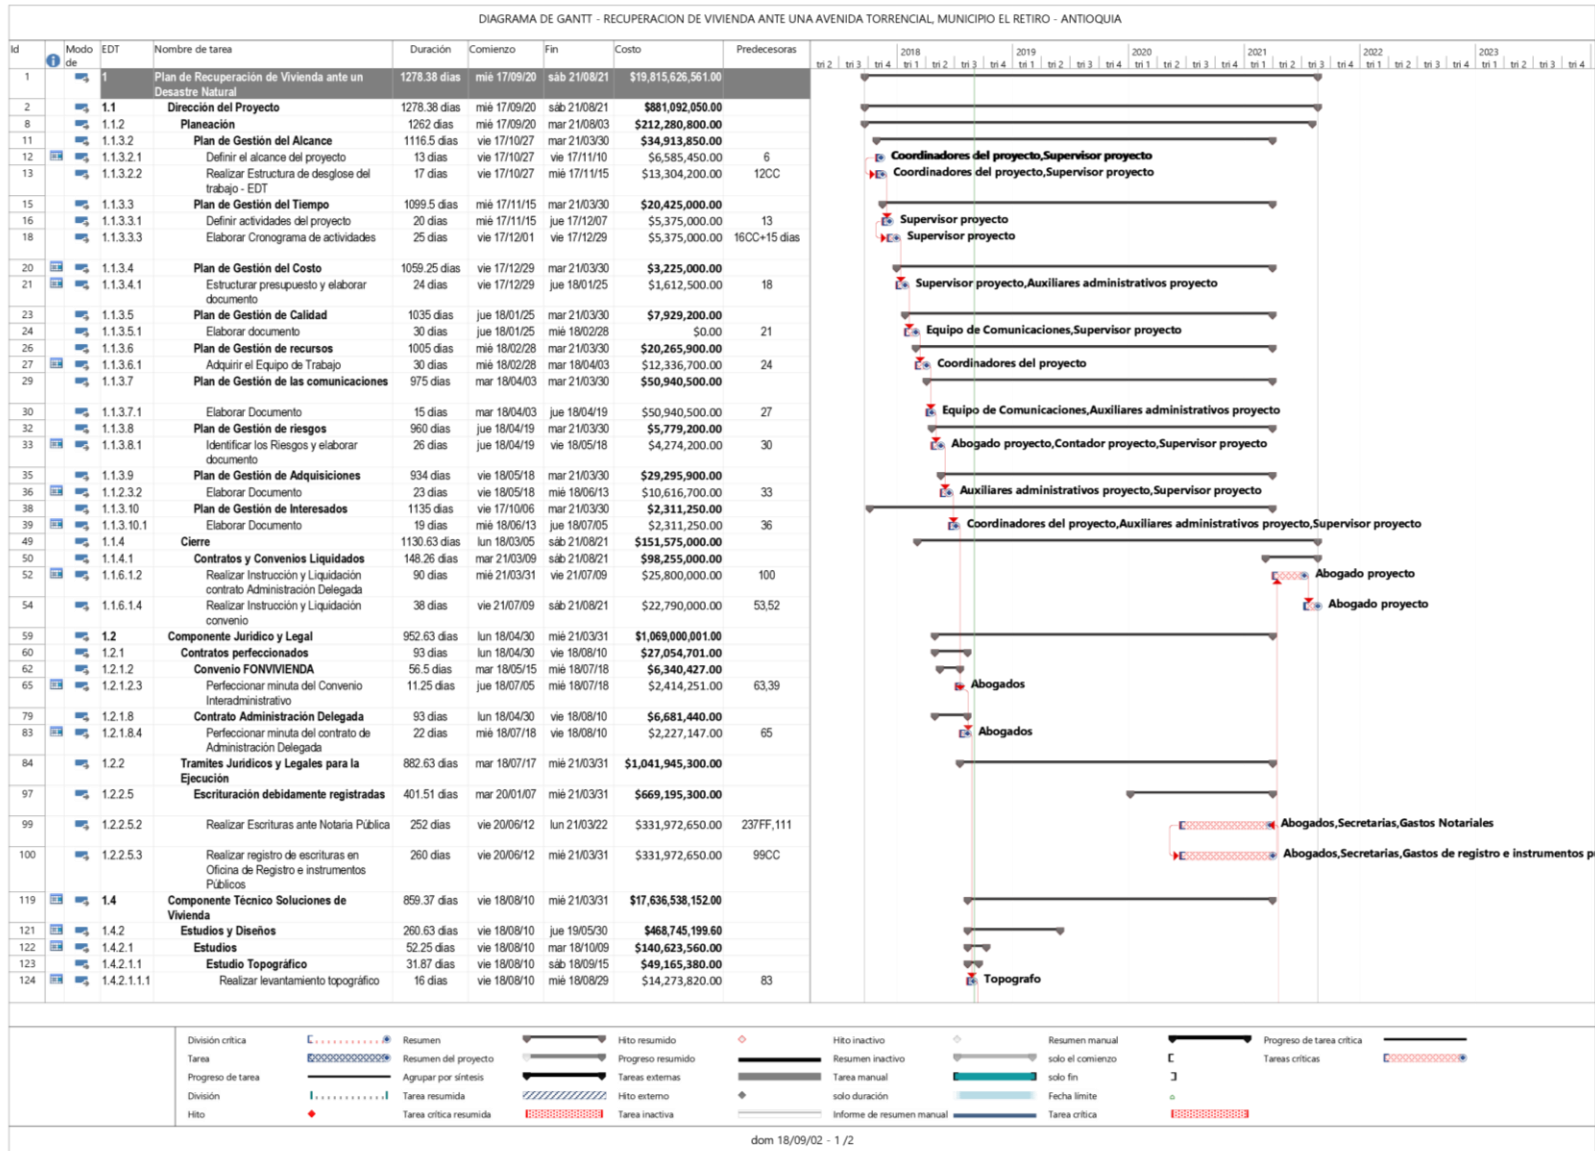 DIAGRAMA DE GANTT - RECUPERACION DE VIVIENDA ANTE UNA AVENIDA TORRENCIAL, MUNICIPIO EL RETIRO - ANTIOQUIA
Id Modo de EDT Nombre de tarea Duración Comienzo Fin Costo Predecesoras
2018 2019 2020 2021 2022 2023
tri 2 tri 3 tri 4 tri 1 tri 2 tri 3 tri 4 tri 1 tri 2 tri 3 tri 4 tri 1 tri 2 tri 3 tri 4 tri 1 tri 2 tri 3 tri 4 tri 1 tri 2 tri 3 tri 4 tri 1 tri 2 tri 3 tri 4
1 1 Plan de Recuperación de Vivienda ante un Desastre Natural 1278.38 dias mié 17/09/20 sáb 21/08/21 $19,815,626,561.00
2 1.1 Dirección del Proyecto 1278.38 dias mié 17/09/20 sáb 21/08/21 $881,092,050.00
8 1.1.2 Planeación 1262 dias mié 17/09/20 mar 21/08/03 $212,280,800.00
11 1.1.3.2 Plan de Gestión del Alcance 1116.5 dias vie 17/10/27 mar 21/03/30 $34,913,850.00
12 1.1.3.2.1 Definir el alcance del proyecto 13 dias vie 17/10/27 vie 17/11/10 $6,585,450.00 6 Coordinadores del proyecto,Supervisor proyecto
13 1.1.3.2.2 Realizar Estructura de desglose del trabajo - EDT 17 dias vie 17/10/27 mié 17/11/15 $13,304,200.00 12CC Coordinadores del proyecto,Supervisor proyecto
15 1.1.3.3 Plan de Gestión del Tiempo 1099.5 dias mié 17/11/15 mar 21/03/30 $20,425,000.00
16 1.1.3.3.1 Definir actividades del proyecto 20 dias mié 17/11/15 jue 17/12/07 $5,375,000.00 13 Supervisor proyecto
18 1.1.3.3.3 Elaborar Cronograma de actividades 25 dias vie 17/12/01 vie 17/12/29 $5,375,000.00 16CC+15 dias Supervisor proyecto
20 1.1.3.4 Plan de Gestión del Costo 1059.25 dias vie 17/12/29 mar 21/03/30 $3,225,000.00
21 1.1.3.4.1 Estructurar presupuesto y elaborar documento 24 dias vie 17/12/29 jue 18/01/25 $1,612,500.00 18 Supervisor proyecto,Auxiliares administrativos proyecto
23 1.1.3.5 Plan de Gestión de Calidad 1035 dias jue 18/01/25 mar 21/03/30 $7,929,200.00
24 1.1.3.5.1 Elaborar documento 30 dias jue 18/01/25 mié 18/02/28 $0.00 21 Equipo de Comunicaciones,Supervisor proyecto
26 1.1.3.6 Plan de Gestión de recursos 1005 dias mié 18/02/28 mar 21/03/30 $20,265,900.00
27 1.1.3.6.1 Adquirir el Equipo de Trabajo 30 dias mié 18/02/28 mar 18/04/03 $12,336,700.00 24 Coordinadores del proyecto
29 1.1.3.7 Plan de Gestión de las comunicaciones 975 dias mar 18/04/03 mar 21/03/30 $50,940,500.00
30 1.1.3.7.1 Elaborar Documento 15 dias mar 18/04/03 jue 18/04/19 $50,940,500.00 27 Equipo de Comunicaciones,Auxiliares administrativos proyecto
32 1.1.3.8 Plan de Gestión de riesgos 960 dias jue 18/04/19 mar 21/03/30 $5,779,200.00
33 1.1.3.8.1 Identificar los Riesgos y elaborar documento 26 dias jue 18/04/19 vie 18/05/18 $4,274,200.00 30 Abogado proyecto,Contador proyecto,Supervisor proyecto
35 1.1.3.9 Plan de Gestión de Adquisiciones 934 dias vie 18/05/18 mar 21/03/30 $29,295,900.00
36 1.1.2.3.2 Elaborar Documento 23 dias vie 18/05/18 mié 18/06/13 $10,616,700.00 33 Auxiliares administrativos proyecto,Supervisor proyecto
38 1.1.3.10 Plan de Gestión de Interesados 1135 dias vie 17/10/06 mar 21/03/30 $2,311,250.00
39 1.1.3.10.1 Elaborar Documento 19 dias mié 18/06/13 jue 18/07/05 $2,311,250.00 36 Coordinadores del proyecto,Auxiliares administrativos proyecto,Supervisor proyecto
49 1.1.4 Cierre 1130.63 dias lun 18/03/05 sáb 21/08/21 $151,575,000.00
50 1.1.4.1 Contratos y Convenios Liquidados 148.26 dias mar 21/03/09 sáb 21/08/21 $98,255,000.00
52 1.1.6.1.2 Realizar Instrucción y Liquidación contrato Administración Delegada 90 dias mié 21/03/31 vie 21/07/09 $25,800,000.00 100 Abogado proyecto
54 1.1.6.1.4 Realizar Instrucción y Liquidación convenio 38 dias vie 21/07/09 sáb 21/08/21 $22,790,000.00 53,52 Abogado proyecto
59 1.2 Componente Juridico y Legal 952.63 dias lun 18/04/30 mié 21/03/31 $1,069,000,001.00
60 1.2.1 Contratos perfeccionados 93 dias lun 18/04/30 vie 18/08/10 $27,054,701.00
62 1.2.1.2 Convenio FONVIVIENDA 56.5 dias mar 18/05/15 mié 18/07/18 $6,340,427.00
65 1.2.1.2.3 Perfeccionar minuta del Convenio Interadministrativo 11.25 dias jue 18/07/05 mié 18/07/18 $2,414,251.00 63,39 Abogados
79 1.2.1.8 Contrato Administración Delegada 93 dias lun 18/04/30 vie 18/08/10 $6,681,440.00
83 1.2.1.8.4 Perfeccionar minuta del contrato de Administración Delegada 22 dias mié 18/07/18 vie 18/08/10 $2,227,147.00 65 Abogados
84 1.2.2 Tramites Juridicos y Legales para la Ejecución 882.63 dias mar 18/07/17 mié 21/03/31 $1,041,945,300.00
97 1.2.2.5 Escrituración debidamente registradas 401.51 dias mar 20/01/07 mié 21/03/31 $669,195,300.00
99 1.2.2.5.2 Realizar Escrituras ante Notaria Pública 252 dias vie 20/06/12 lun 21/03/22 $331,972,650.00 237FF,111 Abogados,Secretarias,Gastos Notariales
100 1.2.2.5.3 Realizar registro de escrituras en Oficina de Registro e instrumentos Públicos 260 dias vie 20/06/12 mié 21/03/31 $331,972,650.00 99CC Abogados,Secretarias,Gastos de registro e instrumentos p
119 1.4 Componente Técnico Soluciones de Vivienda 859.37 dias vie 18/08/10 mié 21/03/31 $17,636,538,152.00
121 1.4.2 Estudios y Diseños 260.63 dias vie 18/08/10 jue 19/05/30 $468,745,199.60
122 1.4.2.1 Estudios 52.25 dias vie 18/08/10 mar 18/10/09 $140,623,560.00
123 1.4.2.1.1 Estudio Topográfico 31.87 dias vie 18/08/10 sáb 18/09/15 $49,165,380.00
124 1.4.2.1.1.1 Realizar levantamiento topográfico 16 dias vie 18/08/10 mié 18/08/29 $14,273,820.00 83 Topografo
División crítica Resumen Hito resumido Hito inactivo Resumen manual Progreso de tarea crítica
Tarea Resumen del proyecto Progreso resumido Resumen inactivo solo el comienzo Tareas críticas
Progreso de tarea Agrupar por síntesis Tareas externas Tarea manual solo fin
División Tarea resumida Hito externo solo duración Fecha límite
Hito Tarea crítica resumida Tarea inactiva Informe de resumen manual Tarea crítica
dom 18/09/02 - 1 /2